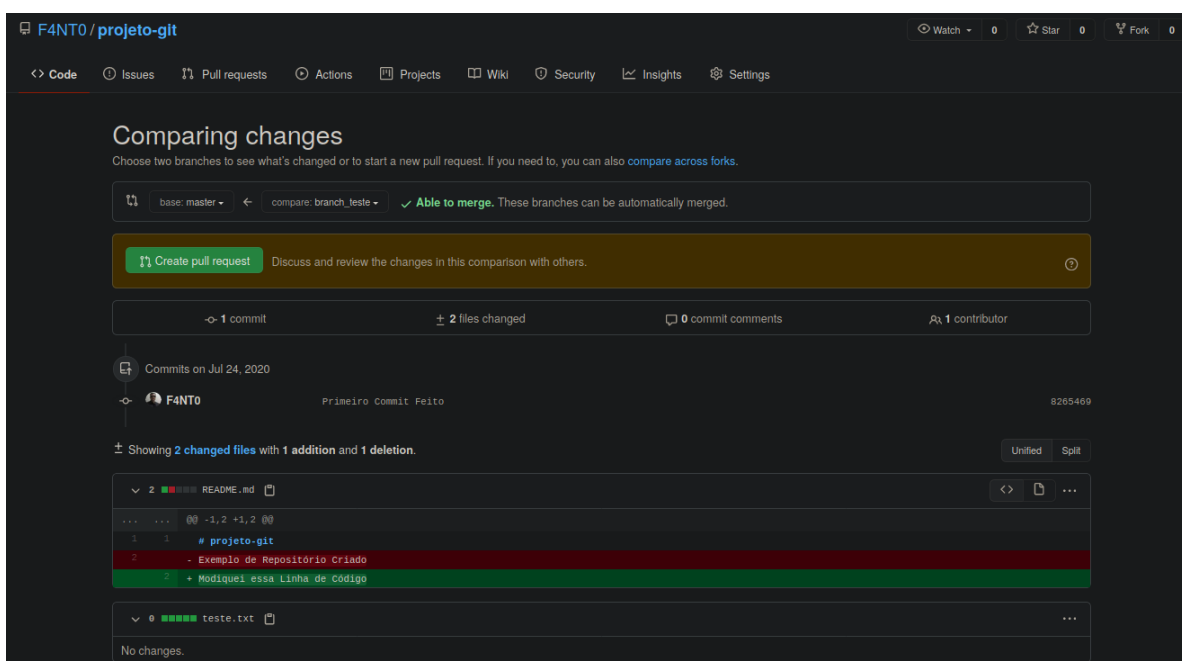 F4NT0 / projeto-git
Watch 0 Star 0 Fork 0
<> Code Issues Pull requests Actions Projects Wiki Security Insights Settings
Comparing changes
Choose two branches to see what's changed or to start a new pull request. If you need to, you can also compare across forks.
base: master ← compare: branch_teste ✓ Able to merge. These branches can be automatically merged.
Create pull request Discuss and review the changes in this comparison with others.
1 commit 2 files changed 0 commit comments 1 contributor
Commits on Jul 24, 2020
F4NT0 Primeiro Commit Feito 8265469
Showing 2 changed files with 1 addition and 1 deletion. Unified Split
2 README.md <> ...
... ... @@ -1,2 +1,2 @@
1 1 # projeto-git
2 - Exemplo de Repositório Criado
2 + Modiquei essa Linha de Código
0 teste.txt ...
No changes.